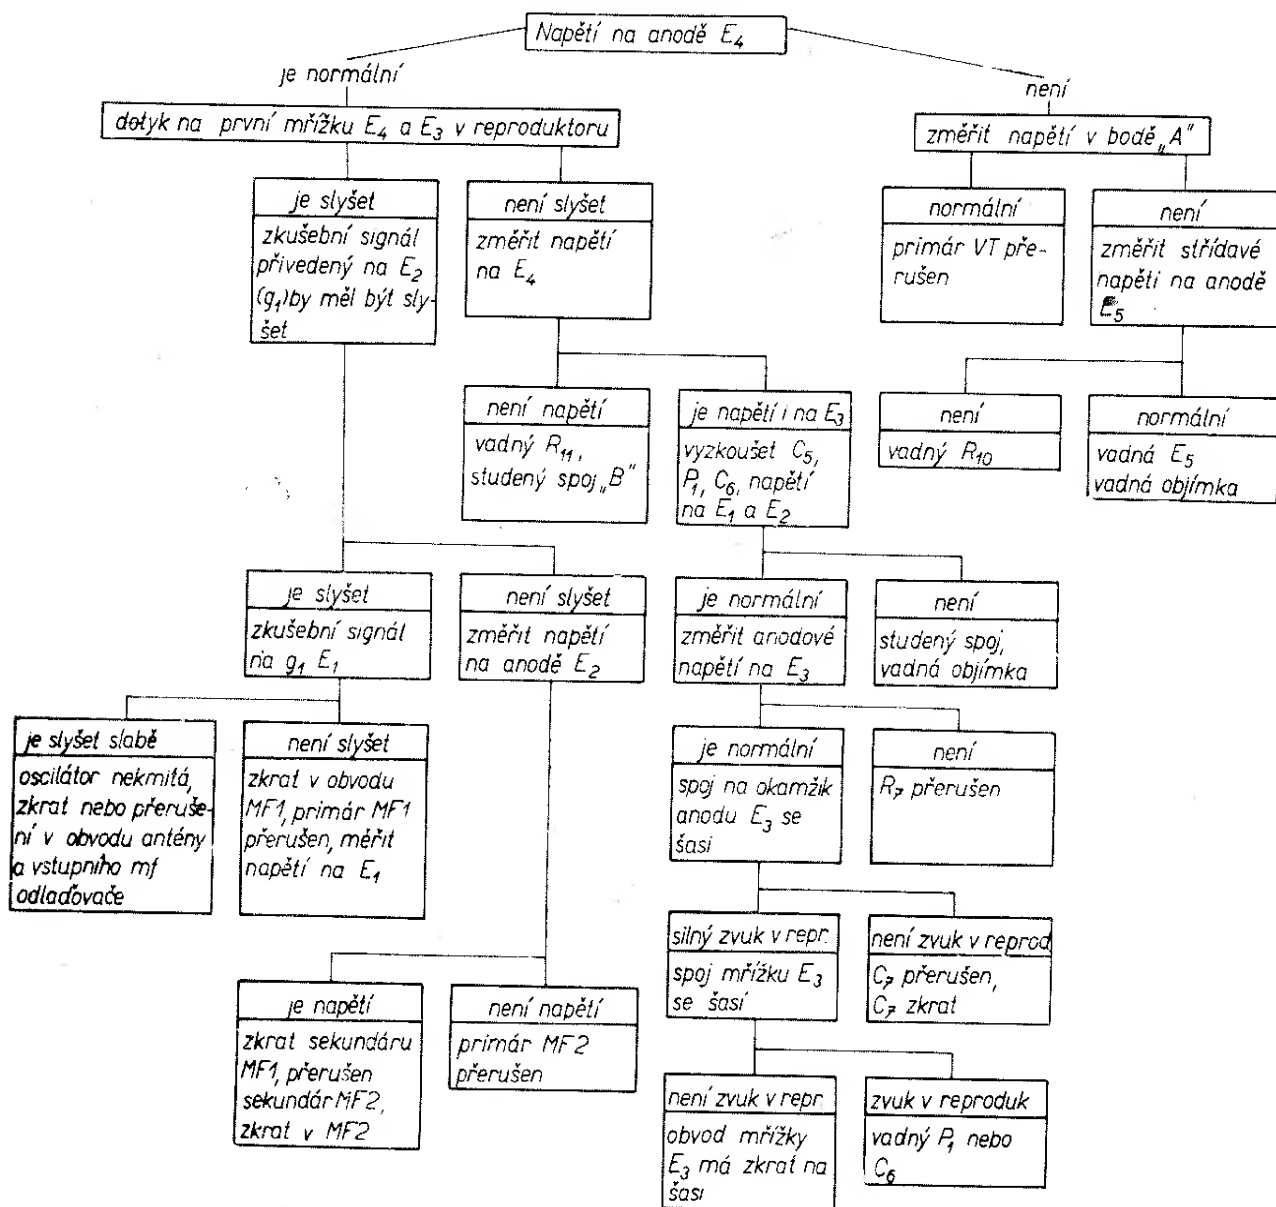 Napětí na anodě E₄
je normální
není
dotyk na první mřížku E₄ a E₃ v reproduktoru
změřit napětí v bodě „A"
je slyšet
zkušební signál
přivedený na E₂
(g₁) by měl být sly-
šet
není slyšet
změřit napětí
na E₄
normální
primár VT pře-
rušen
není
změřit střídavé
napětí na anodě
E₅
není napětí
vadný R₁₁,
studený spoj „B"
je napětí i na E₃
vyzkoušet C₅,
P₁, C₆, napětí
na E₁ a E₂
není
vadný R₁₀
normální
vadná E₅
vadná objímka
je slyšet
zkušební signál
na g₁ E₁
není slyšet
změřit napětí
na anodě E₂
je normální
změřit anodové
napětí na E₃
není
studený spoj,
vadná objímka
je slyšet slabě
oscilátor nekmitá,
zkrat nebo přeruše-
ní v obvodu antény
a vstupního mf
odlaďovače
není slyšet
zkrat v obvodu
MF1, primár MF1
přerušen, měřit
napětí na E₁
je normální
spoj na okamžik
anodu E₃ se
šasi
není
R₇ přerušen
silný zvuk v repr.
spoj mřížku E₃
se šasí
není zvuk v reprod
C₇ přerušen,
C₇ zkrat
je napětí
zkrat sekundáru
MF1, přerušen
sekundár MF2,
zkrat v MF2
není napětí
primár MF2
přerušen
není zvuk v repr.
obvod mřížky
E₃ má zkrat na
šasi
zvuk v reproduk
vadný P₁ nebo
C₆